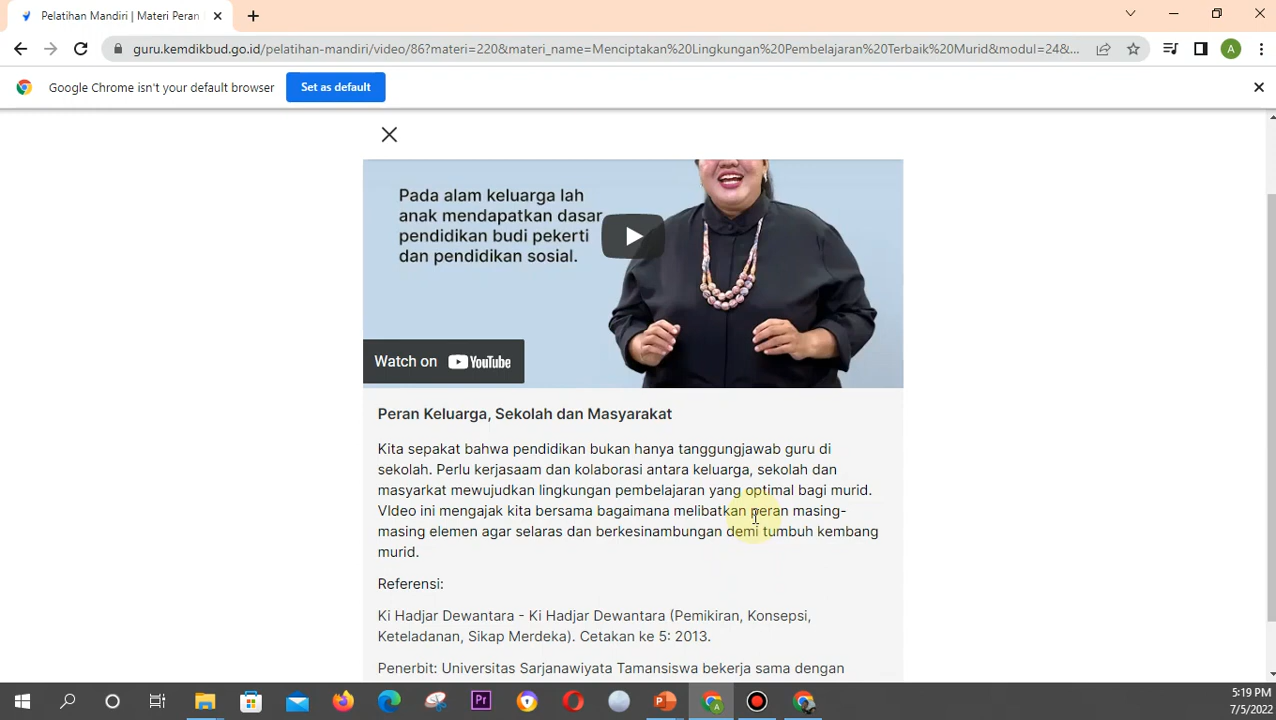 Pelatihan Mandiri | Materi Peran
guru.kemdikbud.go.id/pelatihan-mandiri/video/86?materi=220&materi_name=Menciptakan%20Lingkungan%20Pembelajaran%20Terbaik%20Murid&modul=24&...
A
Google Chrome isn't your default browser
Set as default
Pada alam keluarga lah
anak mendapatkan dasar
pendidikan budi pekerti
dan pendidikan sosial.
Watch on YouTube
Peran Keluarga, Sekolah dan Masyarakat
Kita sepakat bahwa pendidikan bukan hanya tanggungjawab guru di
sekolah. Perlu kerjasaam dan kolaborasi antara keluarga, sekolah dan
masyarkat mewujudkan lingkungan pembelajaran yang optimal bagi murid.
VIdeo ini mengajak kita bersama bagaimana melibatkan peran masing-
masing elemen agar selaras dan berkesinambungan demi tumbuh kembang
murid.
Referensi:
Ki Hadjar Dewantara - Ki Hadjar Dewantara (Pemikiran, Konsepsi,
Keteladanan, Sikap Merdeka). Cetakan ke 5: 2013.
Penerbit: Universitas Sarjanawiyata Tamansiswa bekerja sama dengan
Pr
A
5:19 PM
7/5/2022